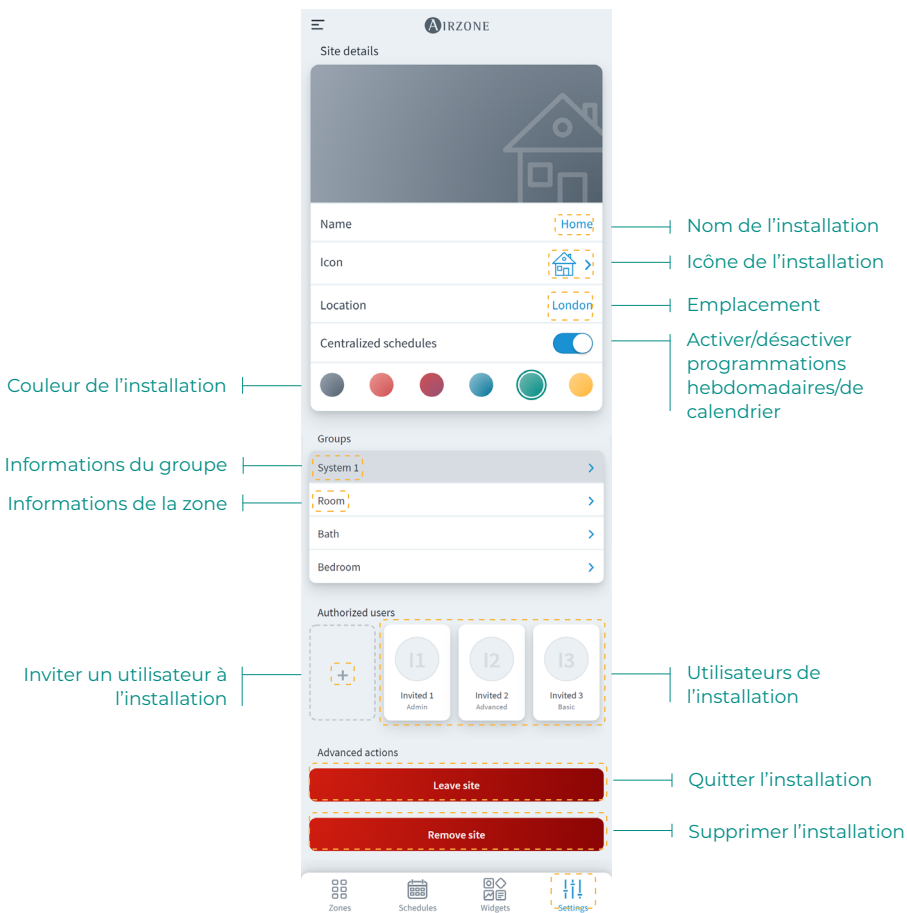 AIRZONE
Site details
Name
Home
Nom de l’installation
Icon
Icône de l’installation
Location
London
Emplacement
Centralized schedules
Activer/désactiver
programmations
hebdomadaires/de
calendrier
Couleur de l’installation
Groups
Informations du groupe
System 1
Informations de la zone
Room
Bath
Bedroom
Authorized users
Inviter un utilisateur à
l’installation
+
I1
Invited 1
Admin
I2
Invited 2
Advanced
I3
Invited 3
Basic
Utilisateurs de
l’installation
Advanced actions
Leave site
Quitter l’installation
Remove site
Supprimer l’installation
Zones
Schedules
Widgets
Settings